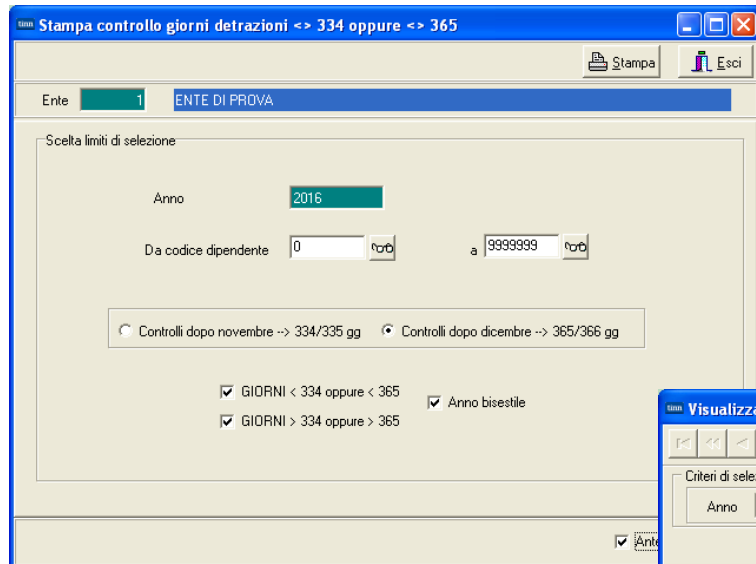 tinn Stampa controllo giorni detrazioni <> 334 oppure <> 365
Stampa Esci
Ente 1 ENTE DI PROVA
Scelta limiti di selezione
Anno 2016
Da codice dipendente 0 a 9999999
Controlli dopo novembre --> 334/335 gg Controlli dopo dicembre --> 365/366 gg
GIORNI < 334 oppure < 365
Anno bisestile
GIORNI > 334 oppure > 365
tinn Visualizza
Criteri di sele
Anno
Ante